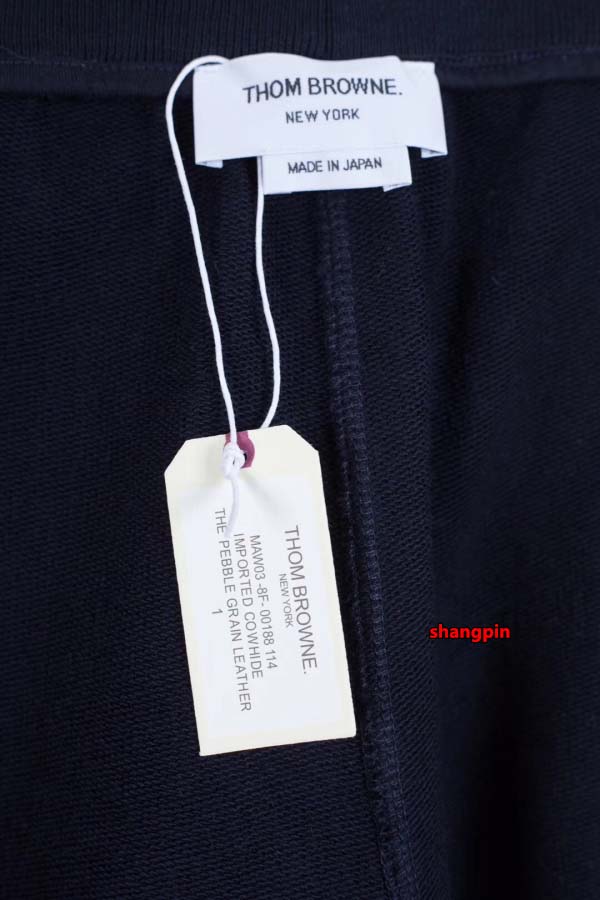 THOM BROWNE.
NEW YORK
MADE IN JAPAN
THOM BROWNE.
NEW YORK
MAW03 -8F- 00188 114
IMPORTED COWHIDE
THE PEBBLE GRAIN LEATHER
1
shangpin